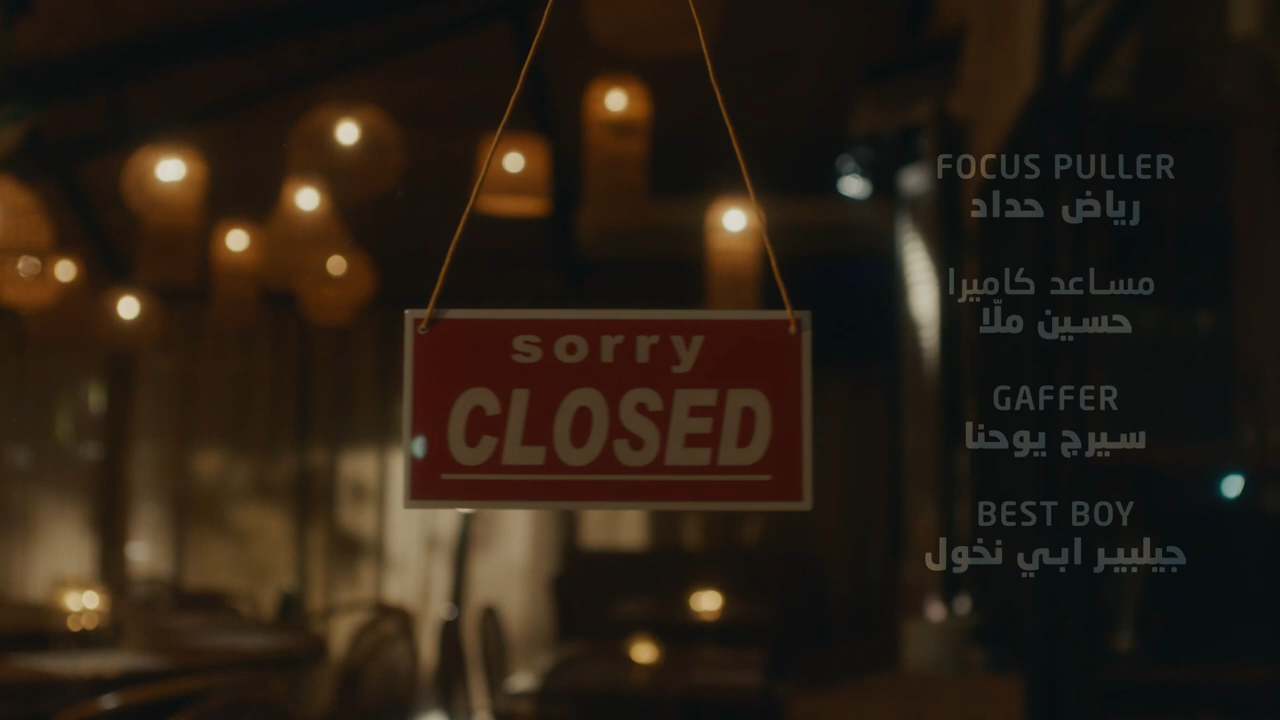 sorry
CLOSED
FOCUS PULLER
رياض حداد
مساعد كاميرا
حسين ملّا
GAFFER
سيرج يوحنا
BEST BOY
جيلبير ابي نخول